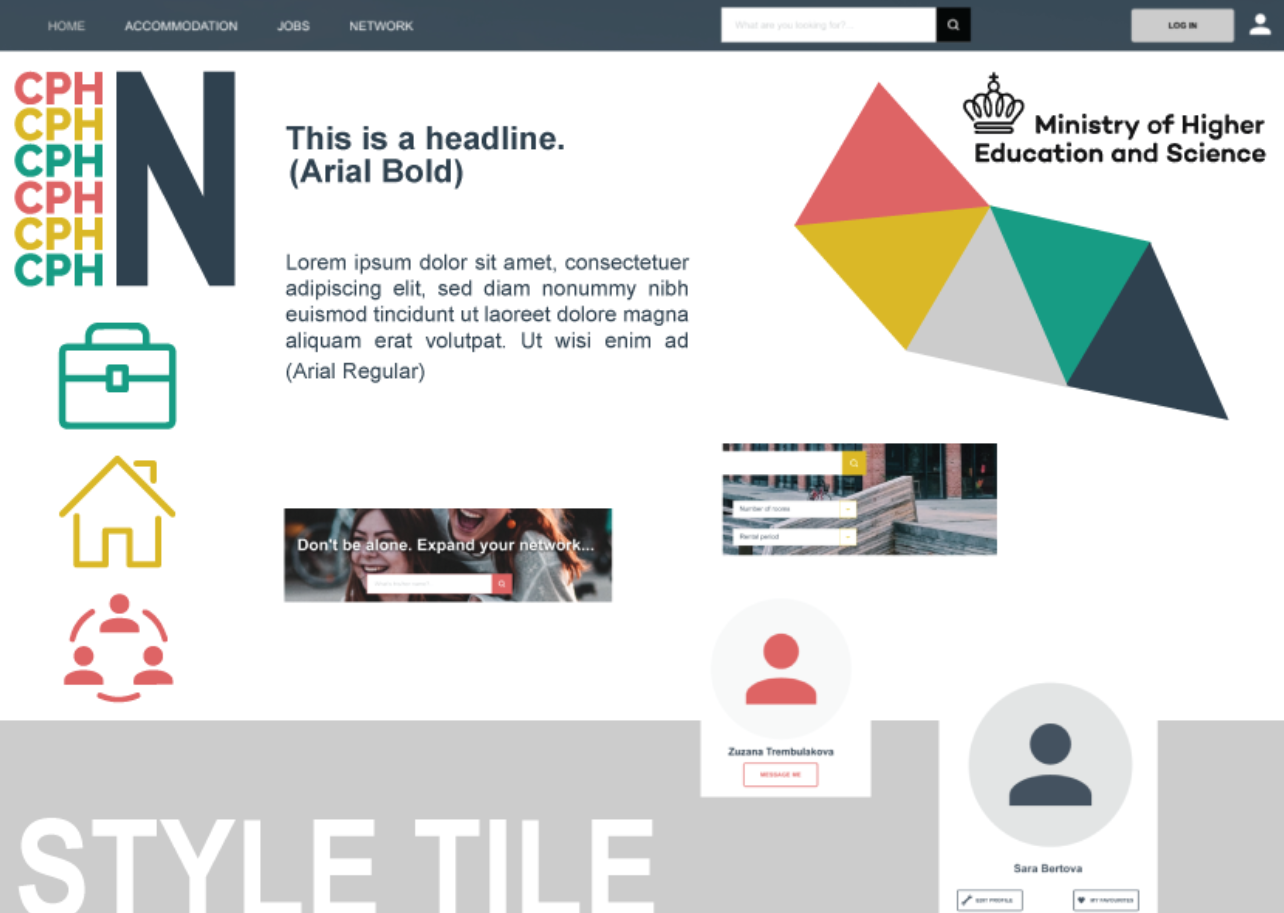 HOME ACCOMMODATION JOBS NETWORK What are you looking for?... LOG IN
CPH
CPH
CPH
CPH
CPH
CPH
N
This is a headline.
(Arial Bold)
Lorem ipsum dolor sit amet, consectetuer
adipiscing elit, sed diam nonummy nibh
euismod tincidunt ut laoreet dolore magna
aliquam erat volutpat. Ut wisi enim ad
(Arial Regular)
Ministry of Higher
Education and Science
Don't be alone. Expand your network...
Number of rooms
Rental period
Zuzana Trembulakova
MESSAGE ME
Sara Bertova
EDIT PROFILE MY FAVOURITES
STYLE TILE